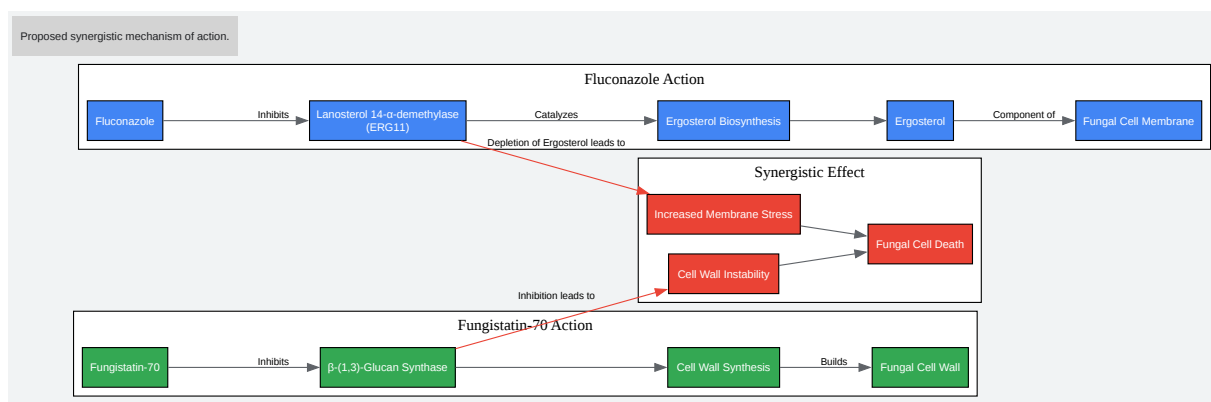 Proposed synergistic mechanism of action.
Fluconazole Action
Fluconazole
Inhibits
Lanosterol 14-α-demethylase
(ERG11)
Catalyzes
Ergosterol Biosynthesis
Ergosterol
Component of
Fungal Cell Membrane
Depletion of Ergosterol leads to
Synergistic Effect
Increased Membrane Stress
Fungal Cell Death
Cell Wall Instability
Inhibition leads to
Fungistatin-70 Action
Fungistatin-70
Inhibits
β-(1,3)-Glucan Synthase
Cell Wall Synthesis
Builds
Fungal Cell Wall